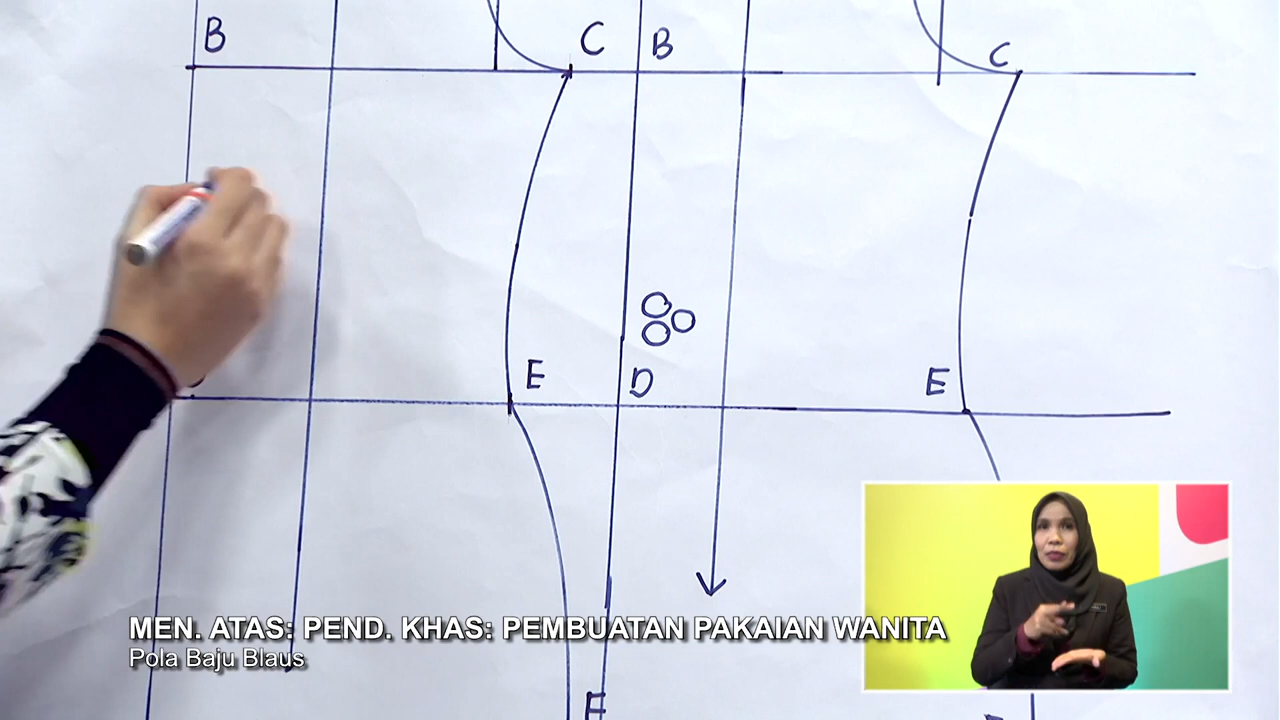 B
C
B
C
E
D
E
MEN. ATAS: PEND. KHAS: PEMBUATAN PAKAIAN WANITA
Pola Baju Blaus